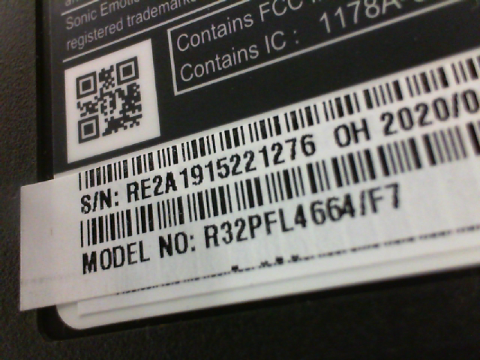 Sonic Emotion
registered trademark
Contains FCC
Contains IC : 1178A-
S/N: RE2A1915221276 OH 2020/0
MODEL NO: R32PFL4664/F7